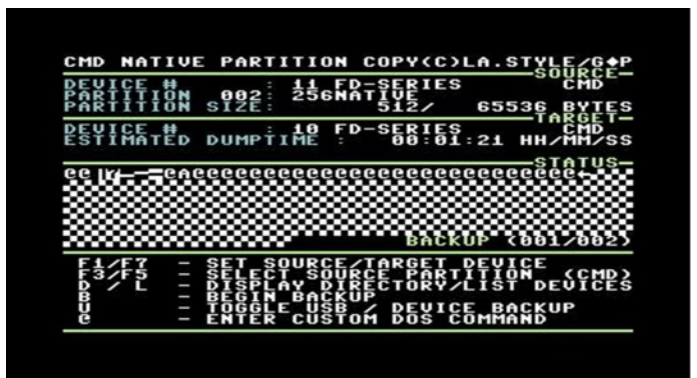 CMD NATIVE PARTITION COPY(C)LA.STYLE/G◆P
SOURCE
DEVICE # : 11 FD-SERIES CMD
PARTITION 002: 256NATIVE
PARTITION SIZE: 512/ 65536 BYTES
TARGET
DEVICE # : 10 FD-SERIES CMD
ESTIMATED DUMPTIME : 00:01:21 HH/MM/SS
STATUS
BACKUP (001/002)
F1/F7 - SET SOURCE/TARGET DEVICE
F3/F5 - SELECT SOURCE PARTITION (CMD)
D / L - DISPLAY DIRECTORY/LIST DEVICES
B - BEGIN BACKUP
U - TOGGLE USB / DEVICE BACKUP
@ - ENTER CUSTOM DOS COMMAND